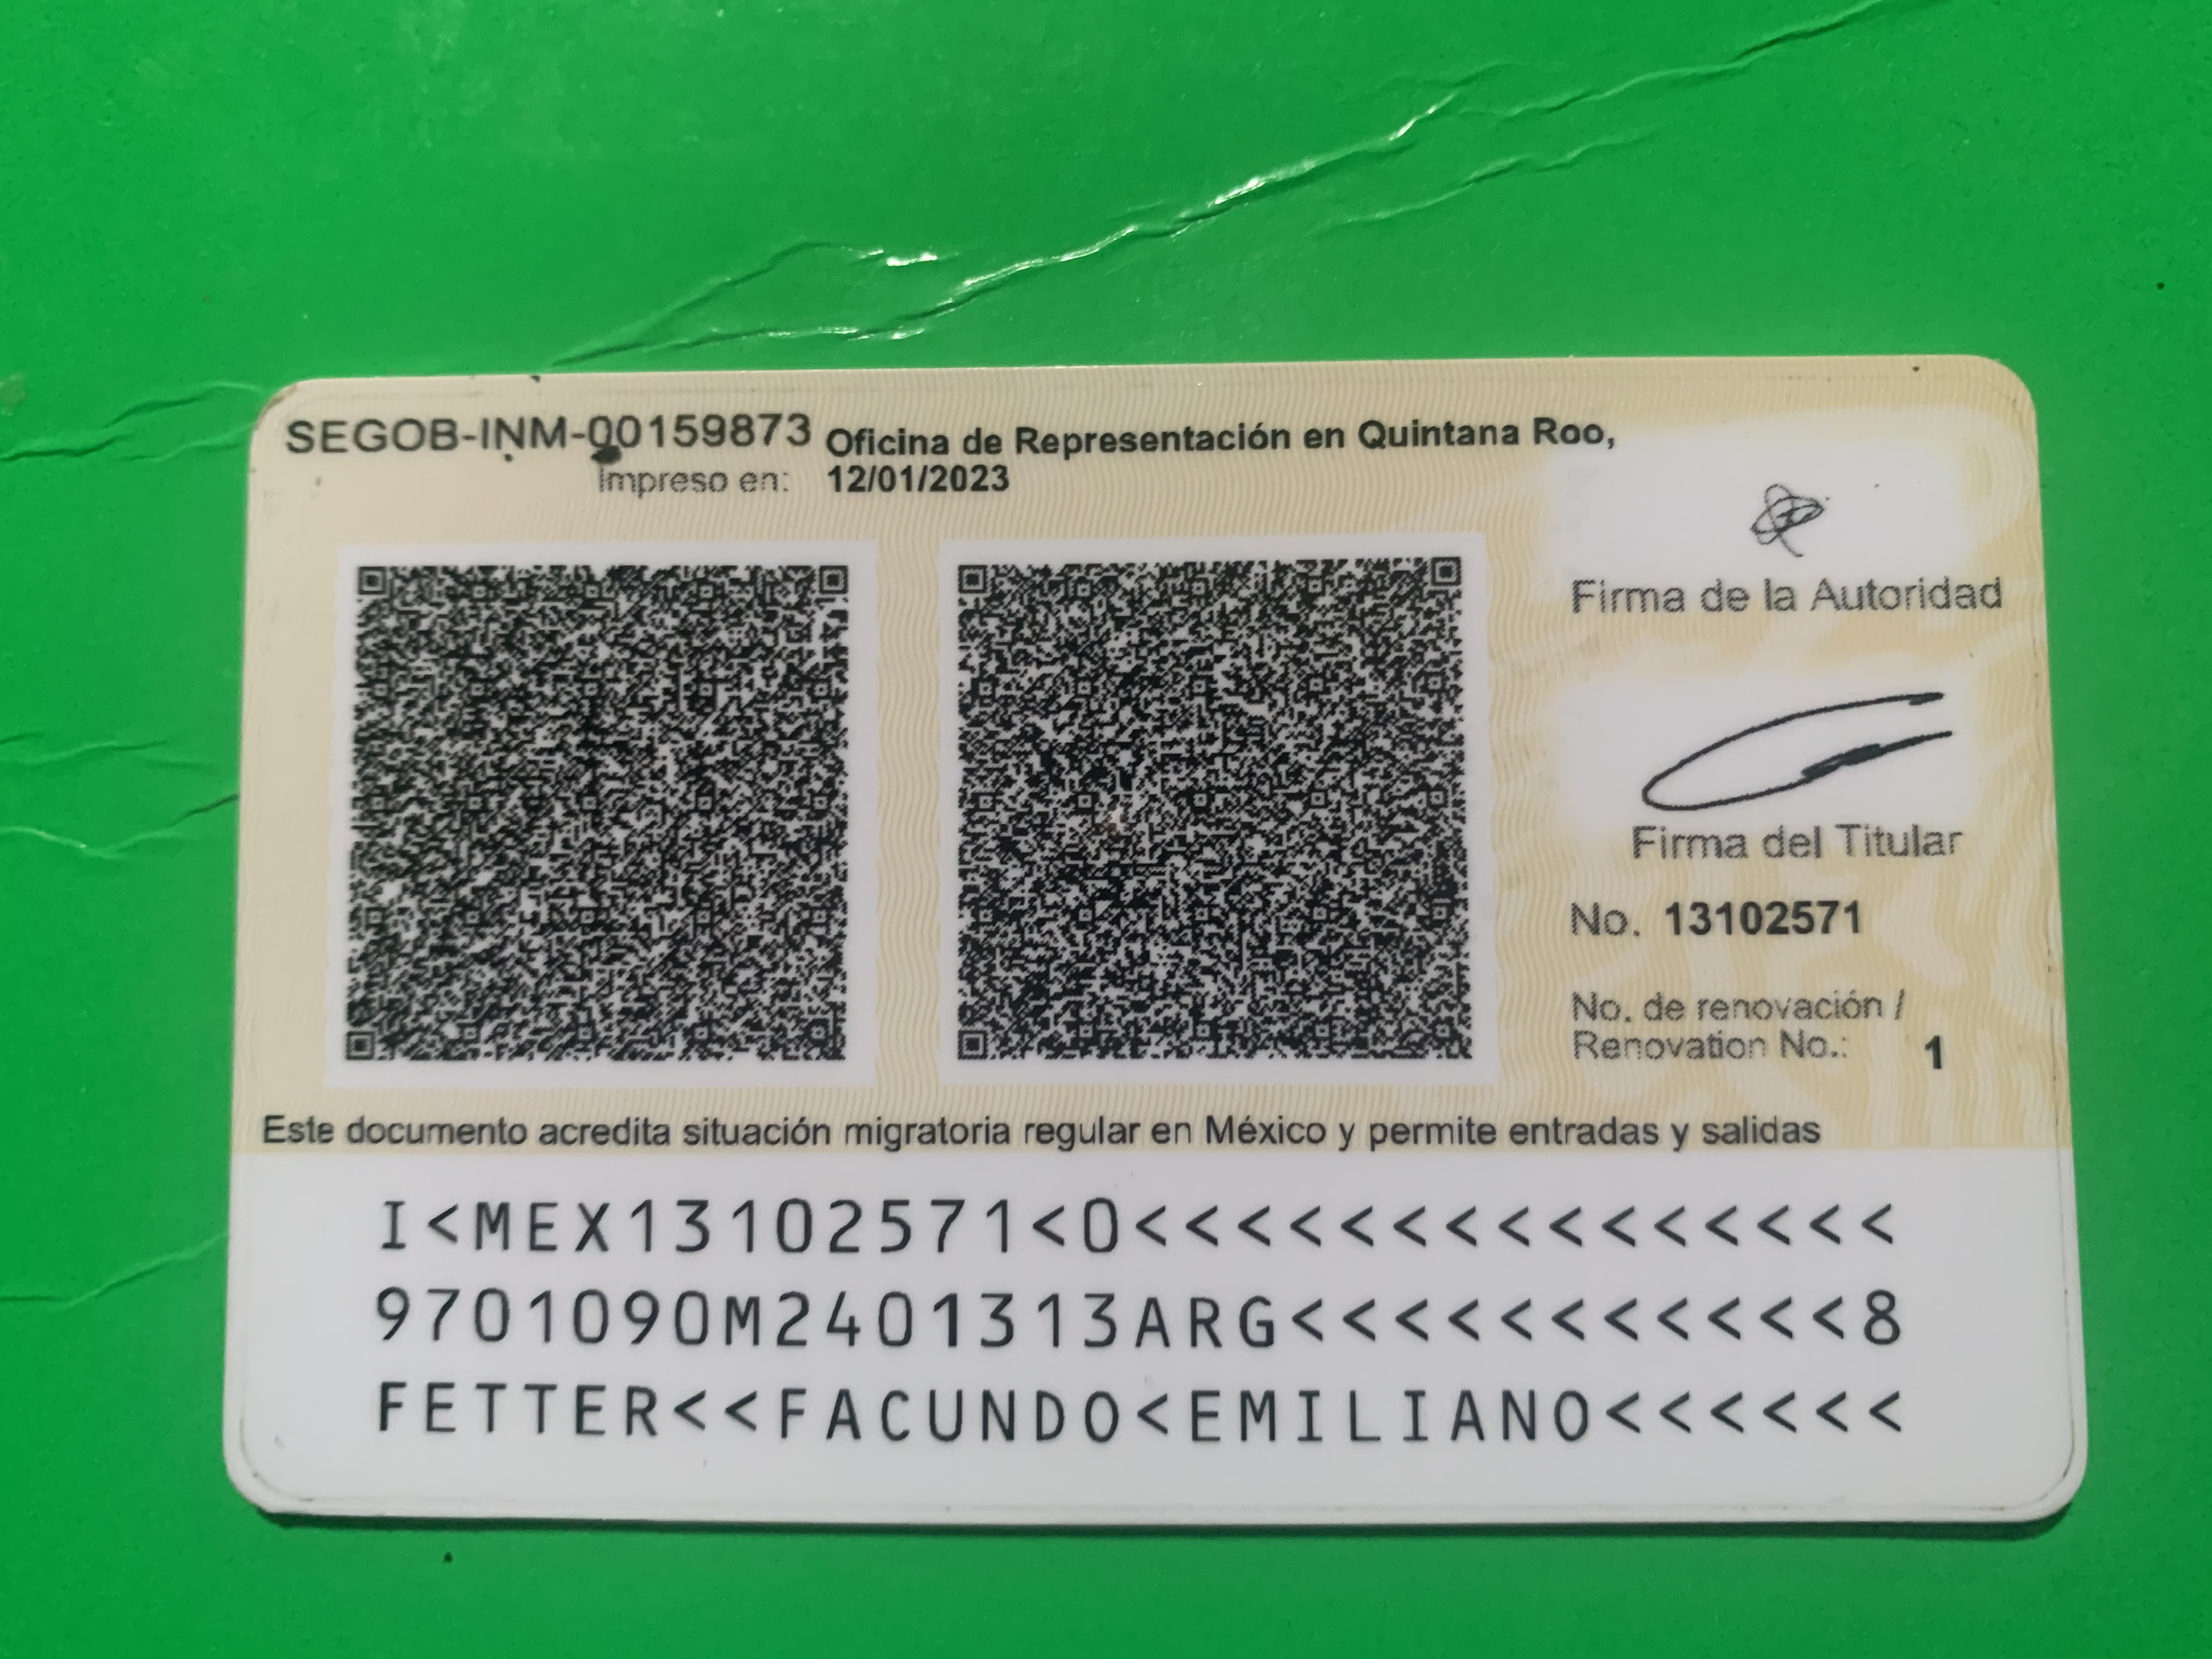 SEGOB-INM-00159873 Oficina de Representación en Quintana Roo,
Impreso en: 12/01/2023
Firma de la Autoridad
Firma del Titular
No. 13102571
No. de renovación /
Renovation No.: 1
Este documento acredita situación migratoria regular en México y permite entradas y salidas
I<MEX13102571<0<<<<<<<<<<<<<<<
9701090M2401313ARG<<<<<<<<<<<8
FETTER<<FACUNDO<EMILIANO<<<<<<